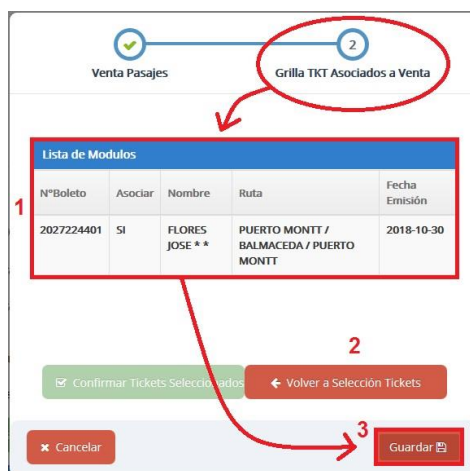 2
Venta Pasajes
Grilla TKT Asociados a Venta
Lista de Modulos
N°Boleto Asociar Nombre Ruta Fecha
Emisión
1
2027224401 SI FLORES PUERTO MONTT / 2018-10-30
JOSE * * BALMACEDA / PUERTO
MONTT
2
Confirmar Tickets Seleccionados
Volver a Selección Tickets
3
Cancelar
Guardar